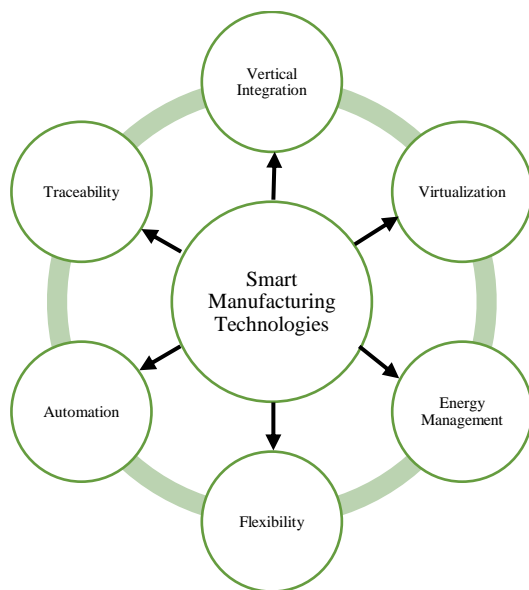 Vertical
Integration
Traceability
Virtualization
Smart
Manufacturing
Technologies
Automation
Energy
Management
Flexibility